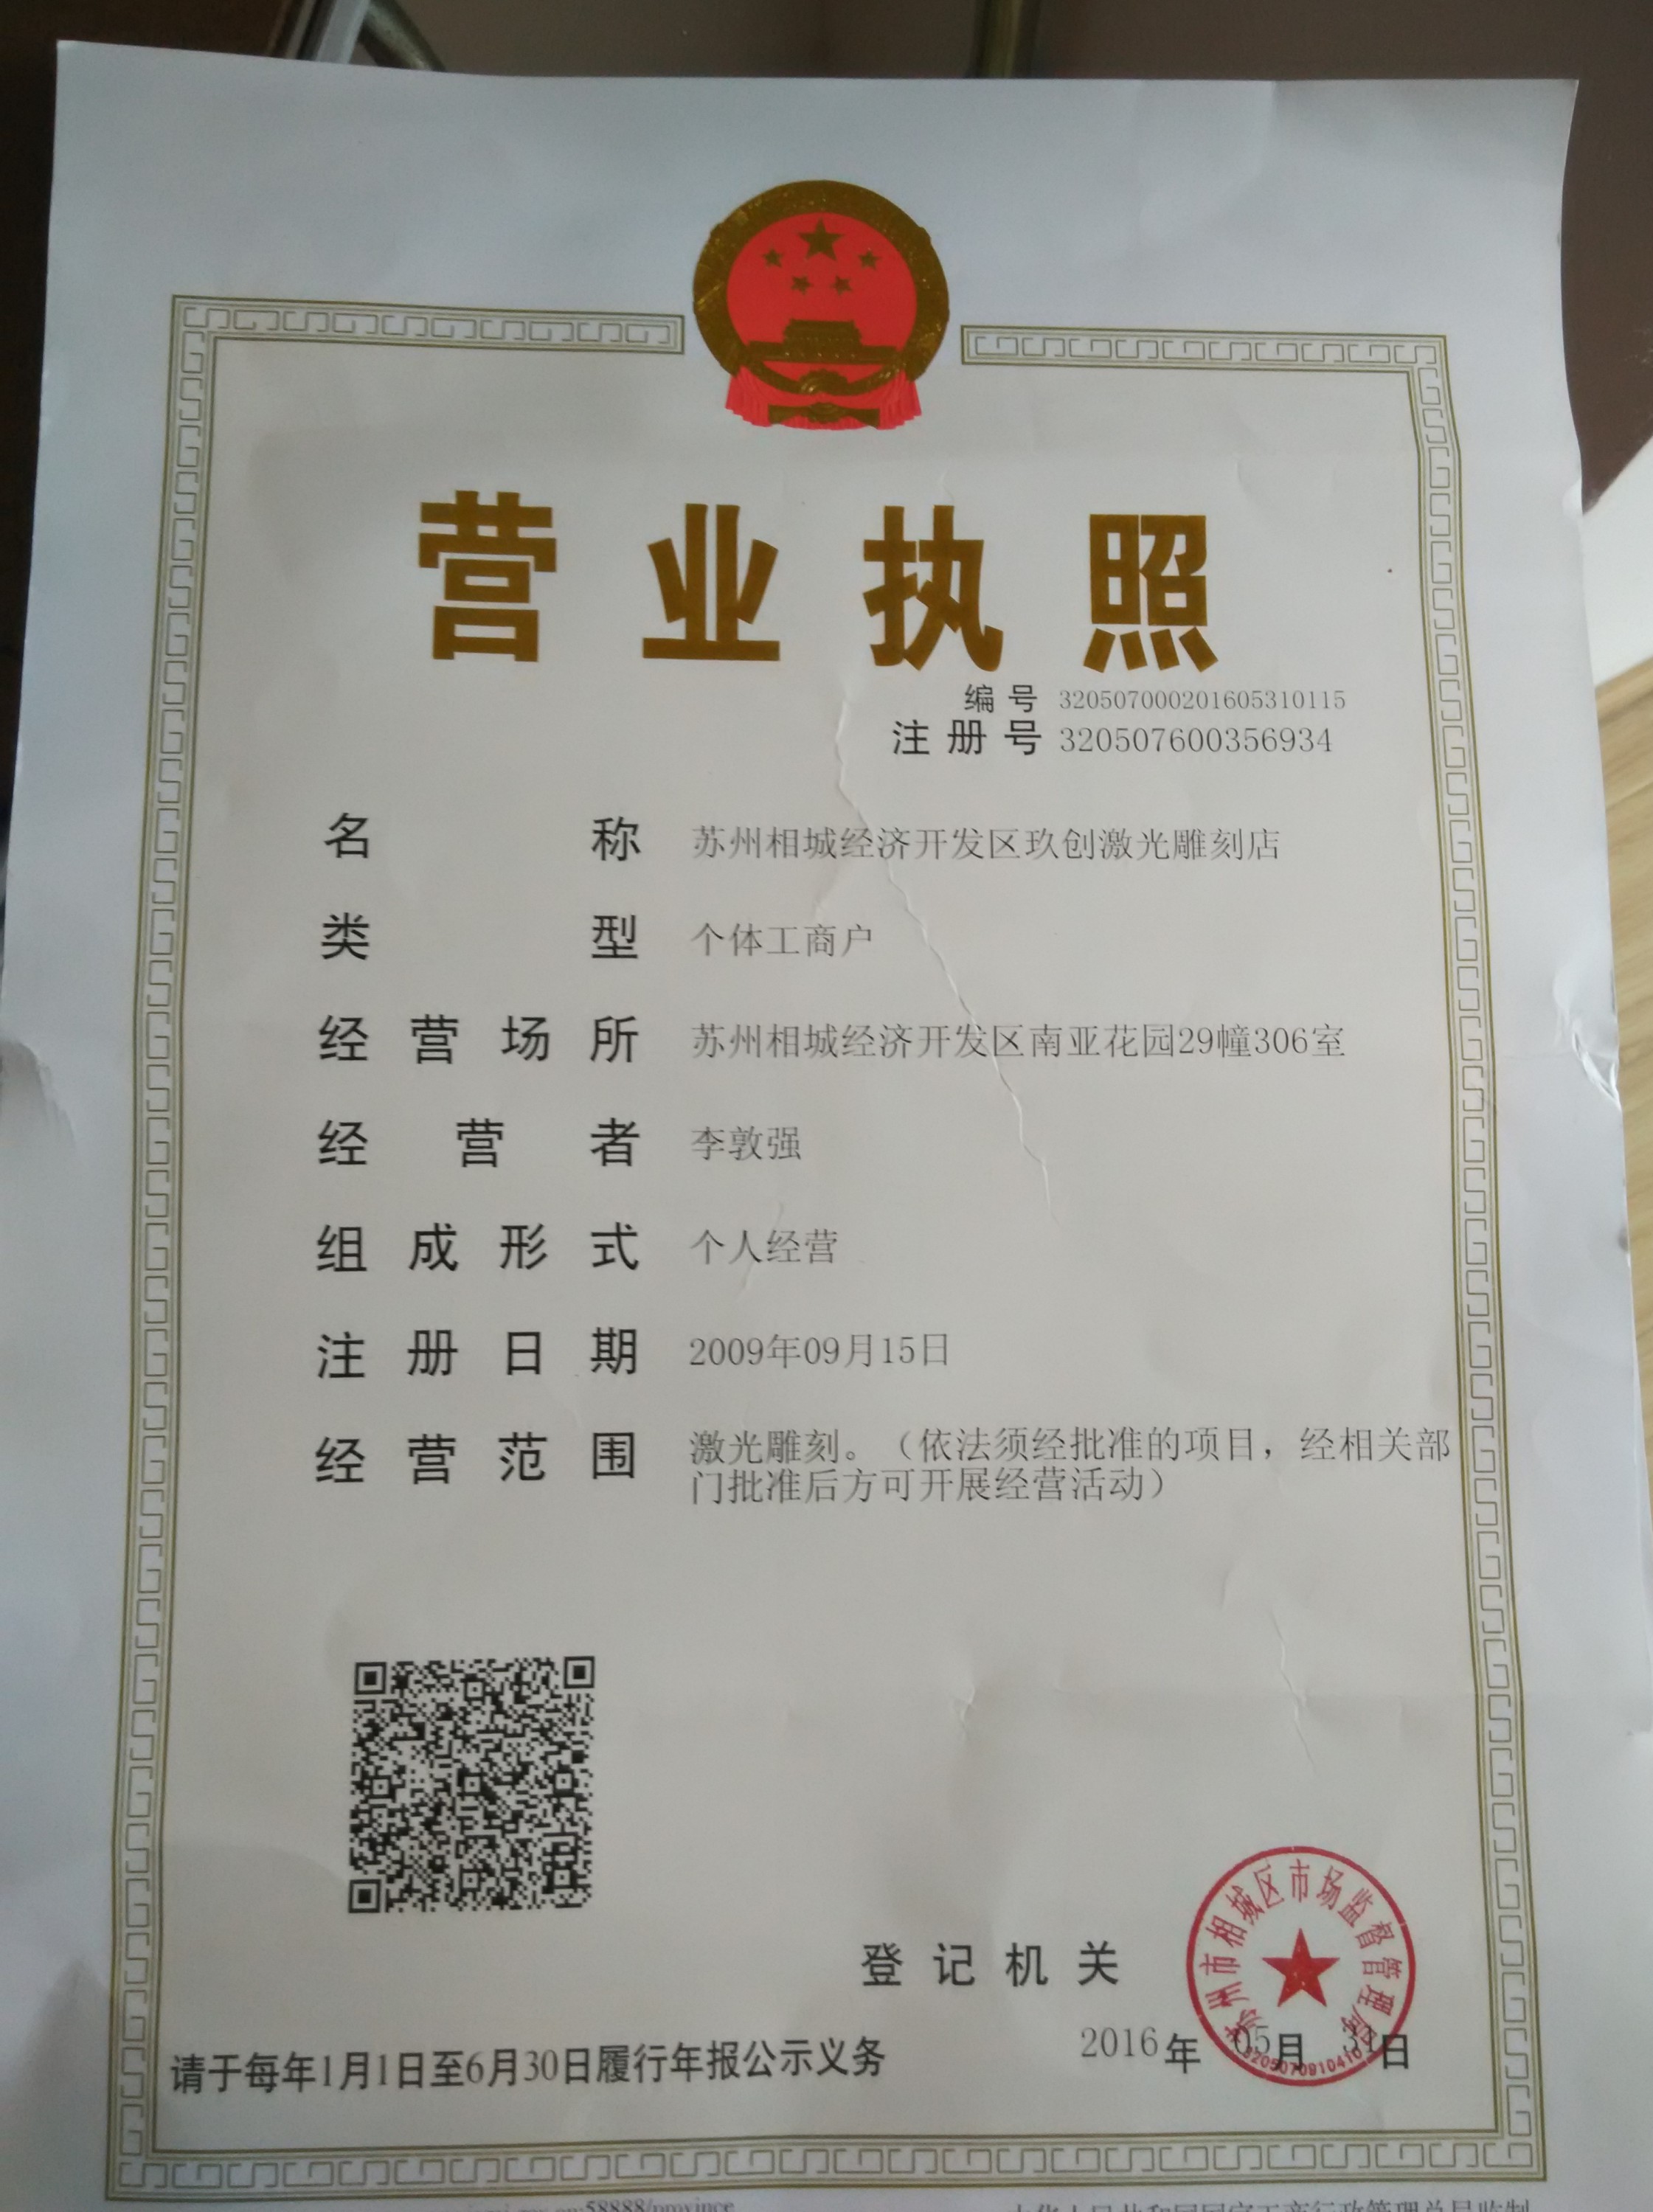 营业执照
编号 320507000201605310115
注册号 320507600356934
名称 苏州相城经济开发区玖创激光雕刻店
类型 个体工商户
经营场所 苏州相城经济开发区南亚花园29幢306室
经营者 李敦强
组成形式 个人经营
注册日期 2009年09月15日
经营范围 激光雕刻。（依法须经批准的项目，经相关部
门批准后方可开展经营活动）
苏州市相城区市场监督管理局
登记机关
2016年05月31日
请于每年1月1日至6月30日履行年报公示义务
:58888/province
中华人民共和国国家工商行政管理总局监制